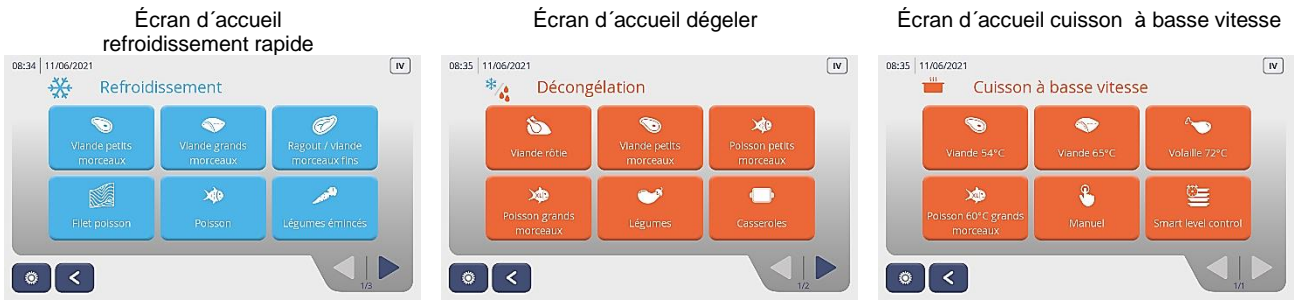 Écran d´accueil
refroidissement rapide
08:34 11/06/2021
IV
Refroidissement
Viande petits
morceaux
Viande grands
morceaux
Ragout / viande
morceaux fins
Filet poisson
Poisson
Légumes émincés
1/3
Écran d´accueil dégeler
08:35 11/06/2021
IV
Décongélation
Viande rôtie
Viande petits
morceaux
Poisson petits
morceaux
Poisson grands
morceaux
Légumes
Casseroles
1/2
Écran d´accueil cuisson à basse vitesse
08:35 11/06/2021
IV
Cuisson à basse vitesse
Viande 54°C
Viande 65°C
Volaille 72°C
Poisson 60°C grands
morceaux
Manuel
Smart level control
1/1